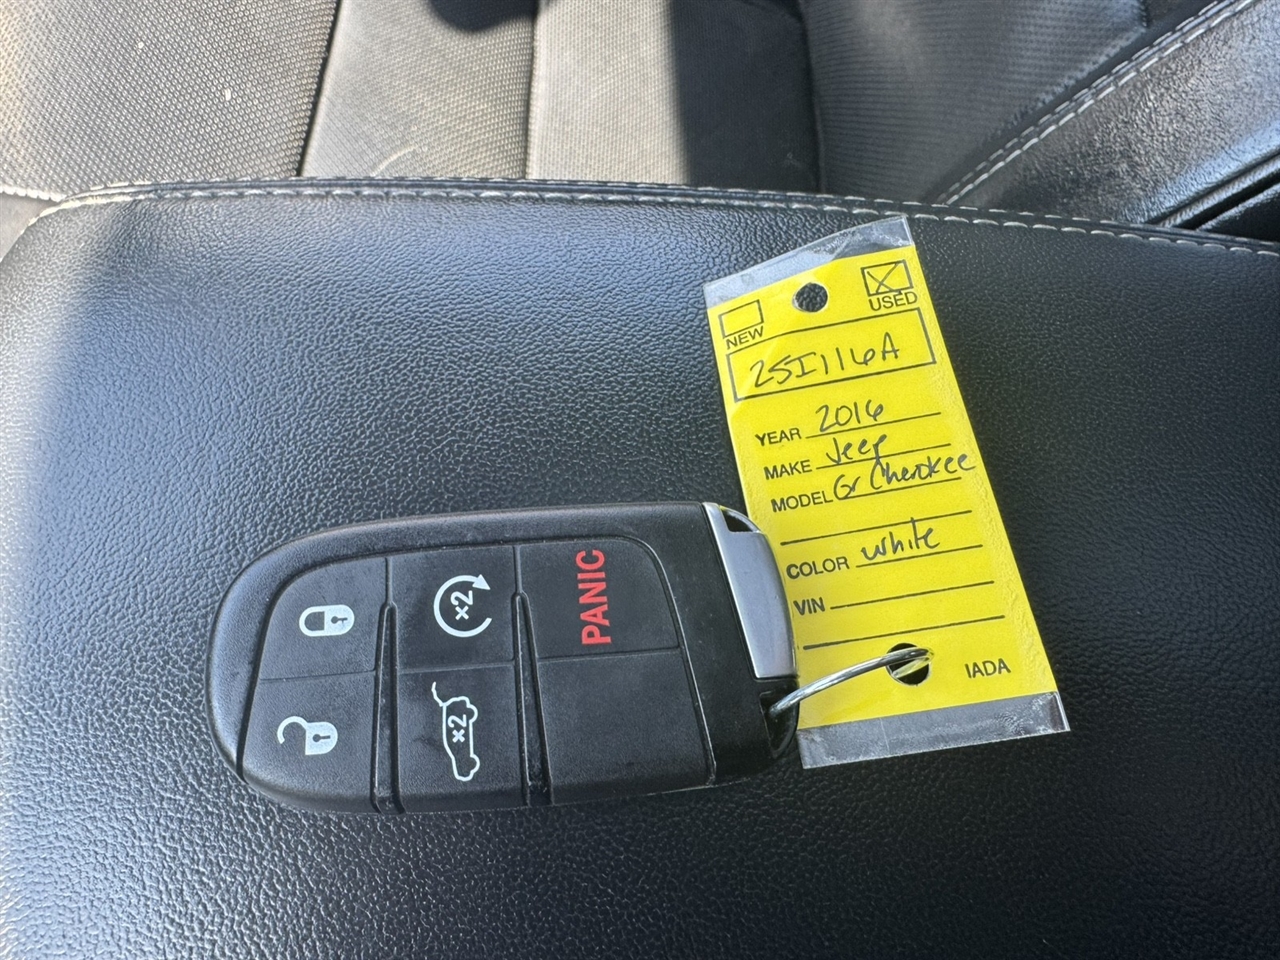 NEW
USED
25I116A
YEAR 2016
MAKE Jeep
MODEL Gr Cherokee
COLOR white
VIN
IADA
PANIC
x2
x2